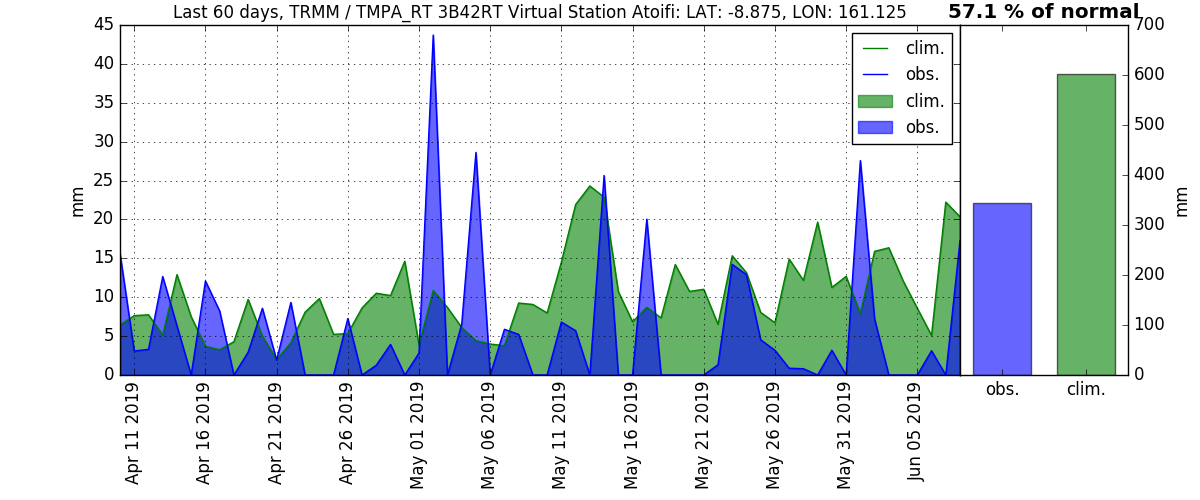 Last 60 days, TRMM / TMPA_RT 3B42RT Virtual Station Atoifi: LAT: -8.875, LON: 161.125
57.1 % of normal
mm
45
40
35
30
25
20
15
10
5
0
clim.
obs.
clim.
obs.
Apr 11 2019
Apr 16 2019
Apr 21 2019
Apr 26 2019
May 01 2019
May 06 2019
May 11 2019
May 16 2019
May 21 2019
May 26 2019
May 31 2019
Jun 05 2019
700
600
500
400
300
200
100
0
mm
obs.
clim.